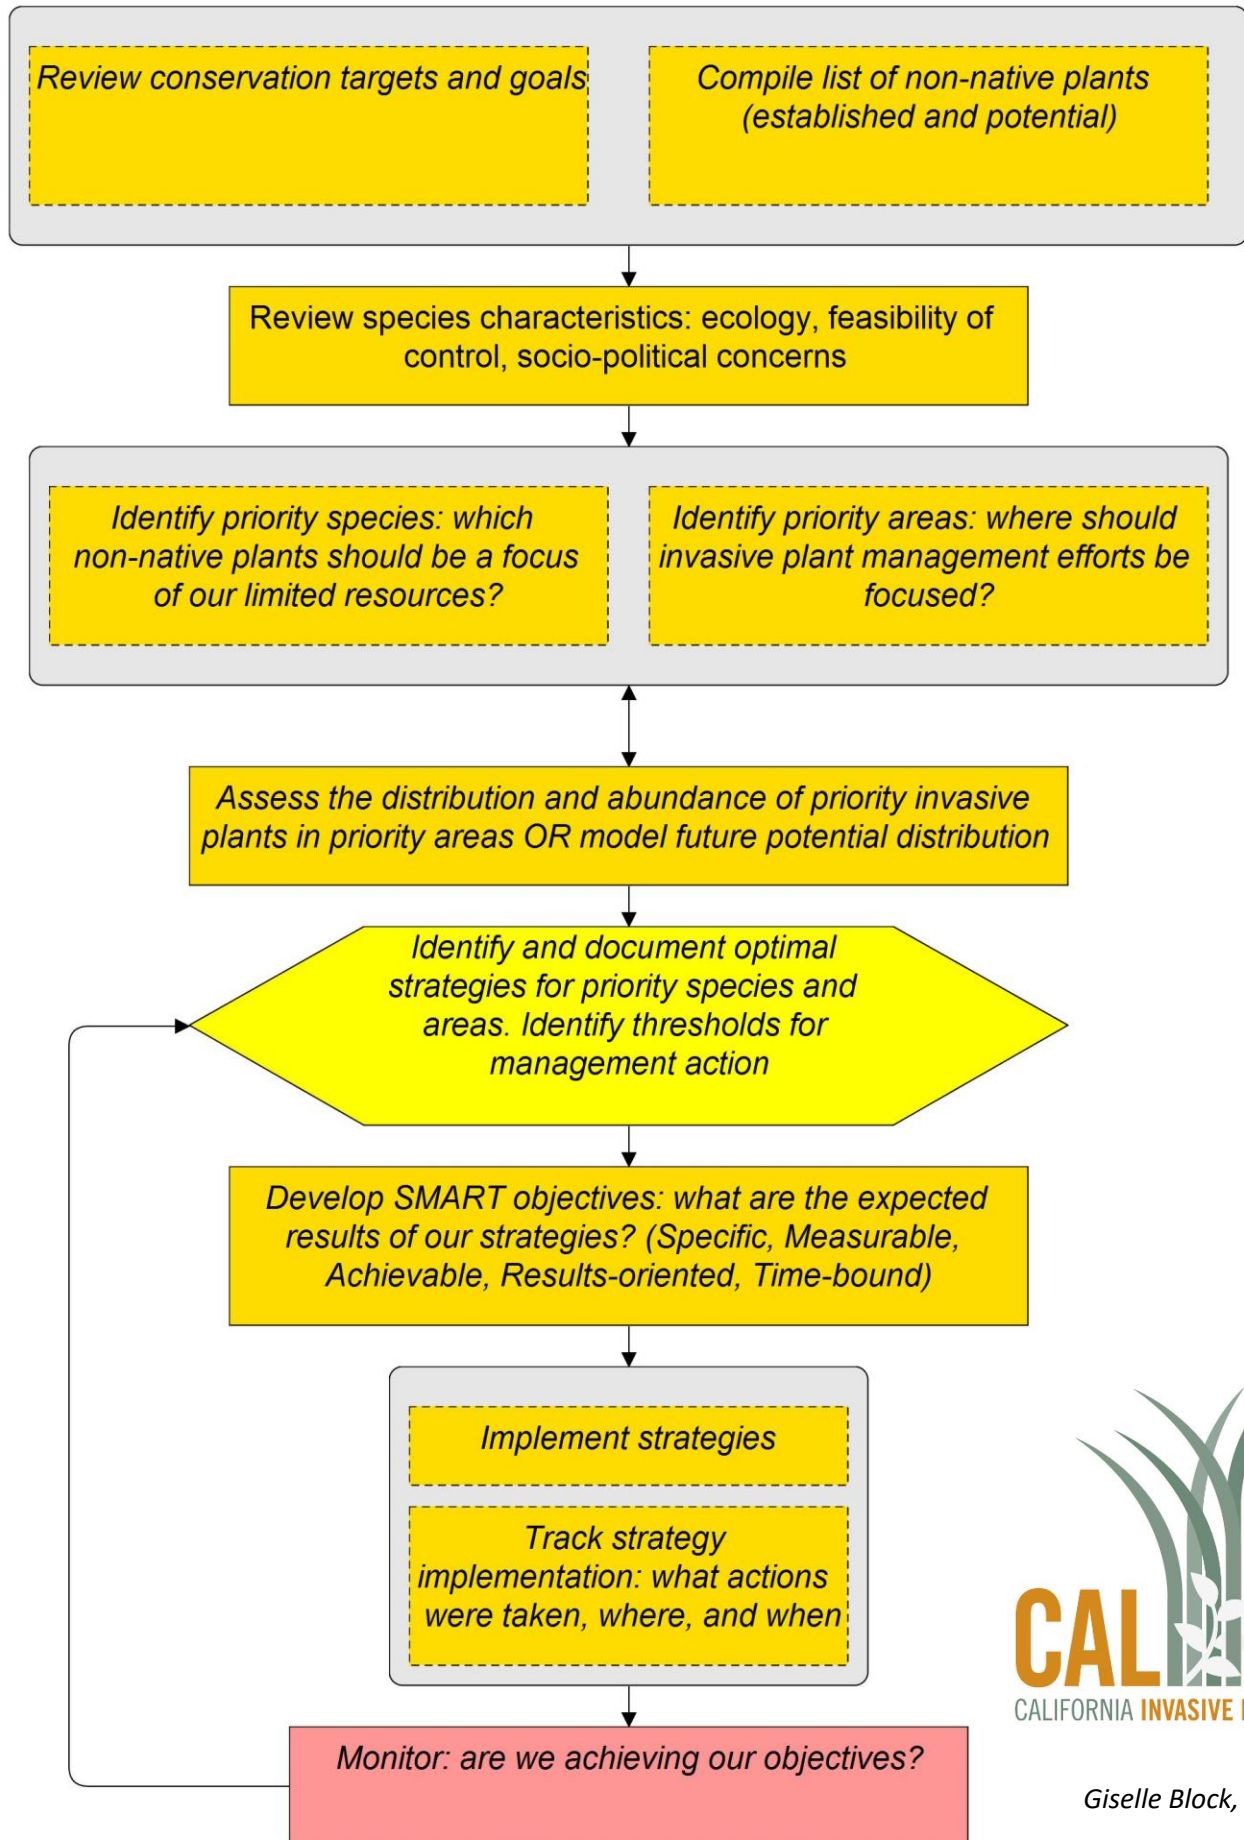 Review conservation targets and goals
Compile list of non-native plants
(established and potential)
Review species characteristics: ecology, feasibility of
control, socio-political concerns
Identify priority species: which
non-native plants should be a focus
of our limited resources?
Identify priority areas: where should
invasive plant management efforts be
focused?
Assess the distribution and abundance of priority invasive
plants in priority areas OR model future potential distribution
Identify and document optimal
strategies for priority species and
areas. Identify thresholds for
management action
Develop SMART objectives: what are the expected
results of our strategies? (Specific, Measurable,
Achievable, Results-oriented, Time-bound)
Implement strategies
Track strategy
implementation: what actions
were taken, where, and when
CAL
CALIFORNIA INVASIVE
Monitor: are we achieving our objectives?
Giselle Block,